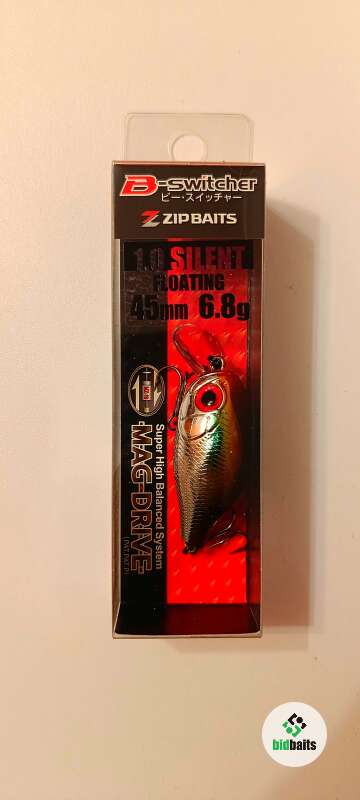 B-switcher
ビー・スイッチャー
ZIPBAITS
1.0 SILENT
FLOATING
45mm 6.8g
Super High Balanced System
MAG-DRIVE
bidbaits